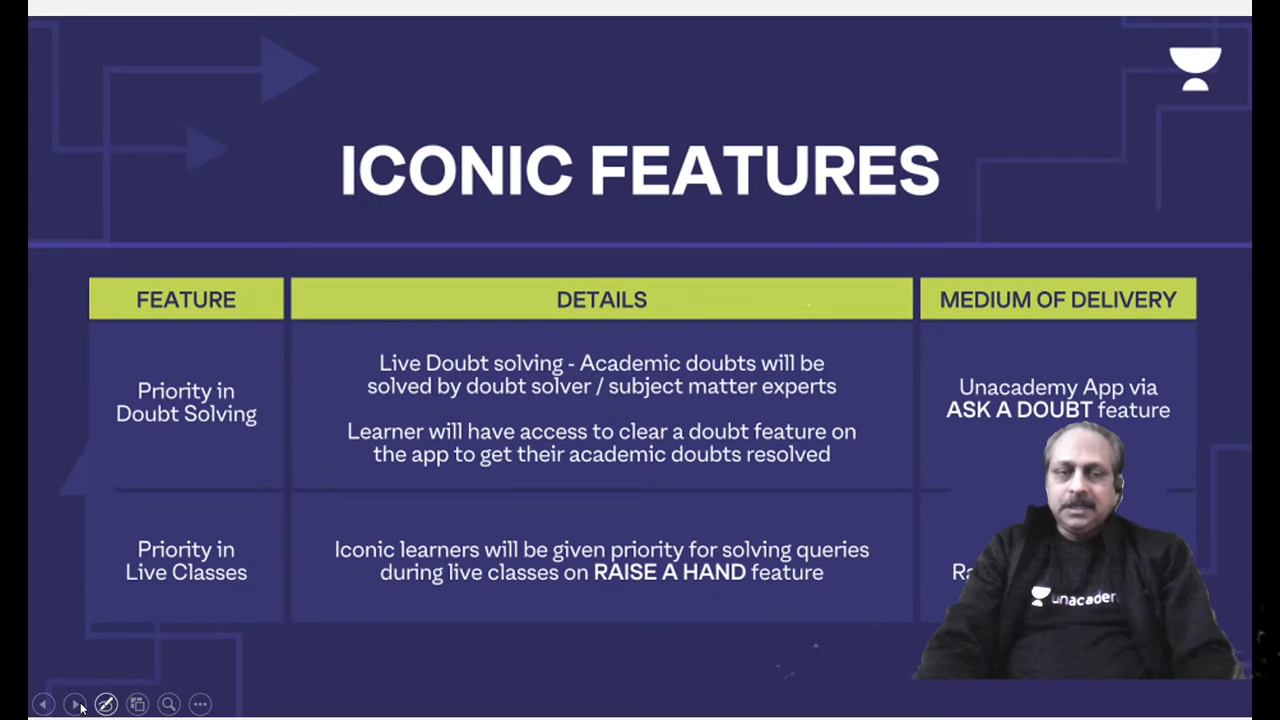 ICONIC FEATURES
FEATURE
DETAILS
MEDIUM OF DELIVERY
Priority in
Doubt Solving
Live Doubt solving - Academic doubts will be
solved by doubt solver / subject matter experts
Learner will have access to clear a doubt feature on
the app to get their academic doubts resolved
Unacademy App via
ASK A DOUBT feature
Priority in
Live Classes
Iconic learners will be given priority for solving queries
during live classes on RAISE A HAND feature